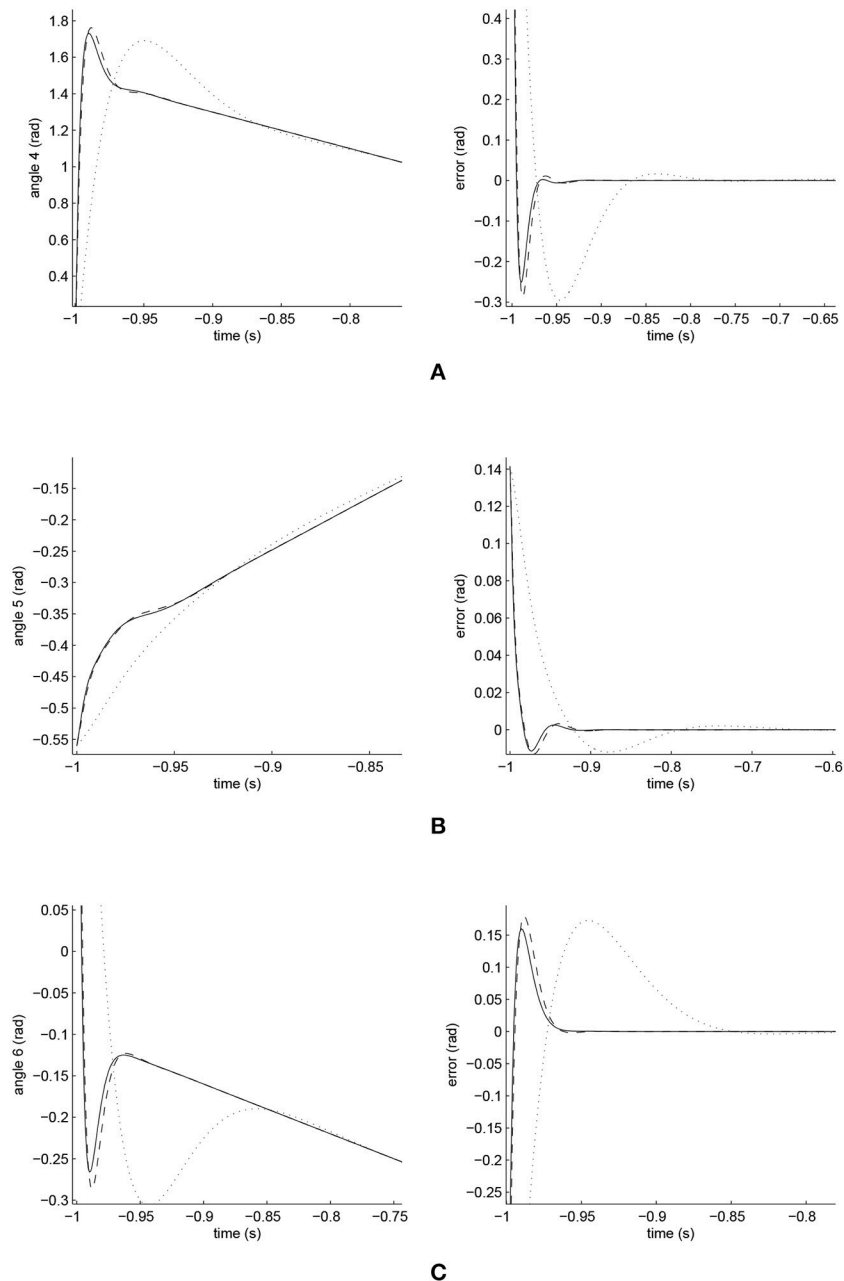 1.8
1.6
1.4
1.2
1
0.8
0.6
0.4
angle 4 (rad)
−1 −0.95 −0.9 −0.85 −0.8
time (s)
0.4
0.3
0.2
0.1
0
−0.1
−0.2
−0.3
error (rad)
−1 −0.95 −0.9 −0.85 −0.8 −0.75 −0.7 −0.65
time (s)
A
−0.15
−0.2
−0.25
−0.3
−0.35
−0.4
−0.45
−0.5
−0.55
angle 5 (rad)
−1 −0.95 −0.9 −0.85
time (s)
0.14
0.12
0.1
0.08
0.06
0.04
0.02
0
error (rad)
−1 −0.9 −0.8 −0.7 −0.6
time (s)
B
0.05
0
−0.05
−0.1
−0.15
−0.2
−0.25
−0.3
angle 6 (rad)
−1 −0.95 −0.9 −0.85 −0.8 −0.75
time (s)
0.15
0.1
0.05
0
−0.05
−0.1
−0.15
−0.2
−0.25
error (rad)
−1 −0.95 −0.9 −0.85 −0.8
time (s)
C